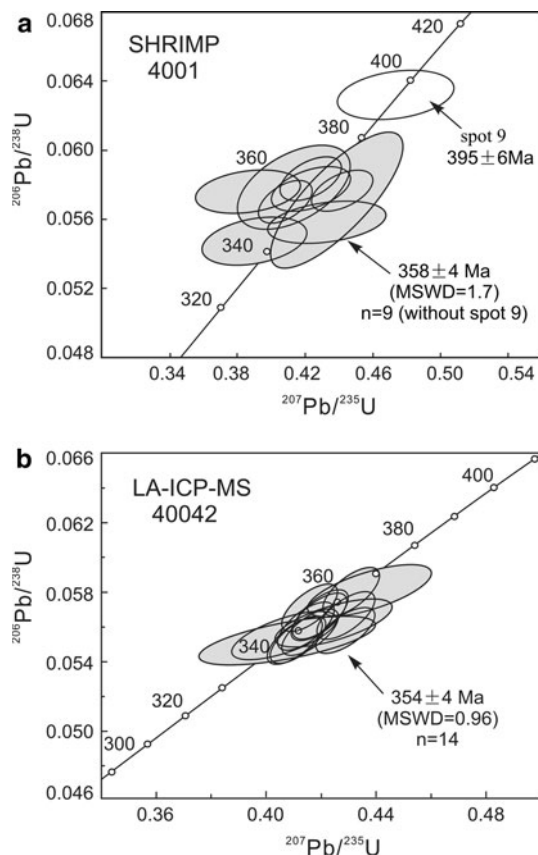 a
SHRIMP
4001
0.068
0.064
0.060
0.056
0.052
0.048
²⁰⁶Pb/²³⁸U
420
400
380
360
340
320
spot 9
395±6Ma
358±4 Ma
(MSWD=1.7)
n=9 (without spot 9)
0.34 0.38 0.42 0.46 0.50 0.54
²⁰⁷Pb/²³⁵U
b
LA-ICP-MS
40042
0.066
0.062
0.058
0.054
0.050
0.046
²⁰⁶Pb/²³⁸U
400
380
360
340
320
300
354±4 Ma
(MSWD=0.96)
n=14
0.36 0.40 0.44 0.48
²⁰⁷Pb/²³⁵U